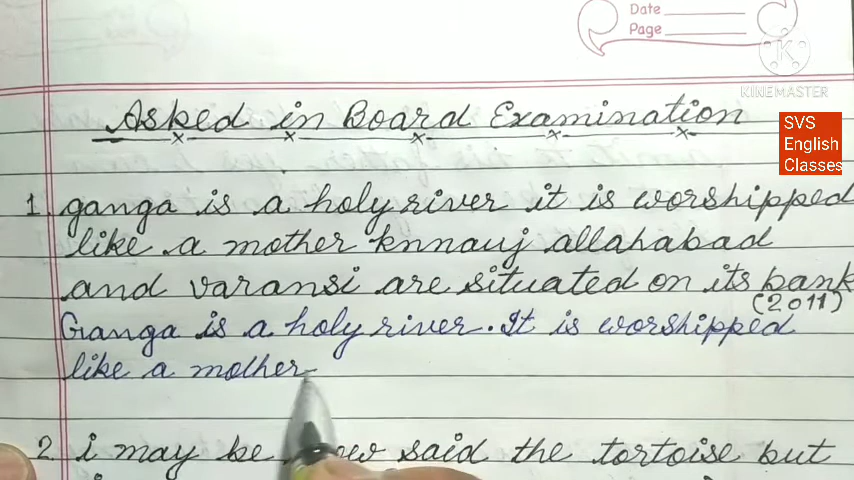 Date
Page
KINEMASTER
SVS
English
Classes
Asked in Board Examination
1. ganga is a holy river it is worshipped
like a mother knnauj allahabad
and varansi are situated on its bank
(2011)
Ganga is a holy river. It is worshipped
like a mother
2. i may be said the tortoise but